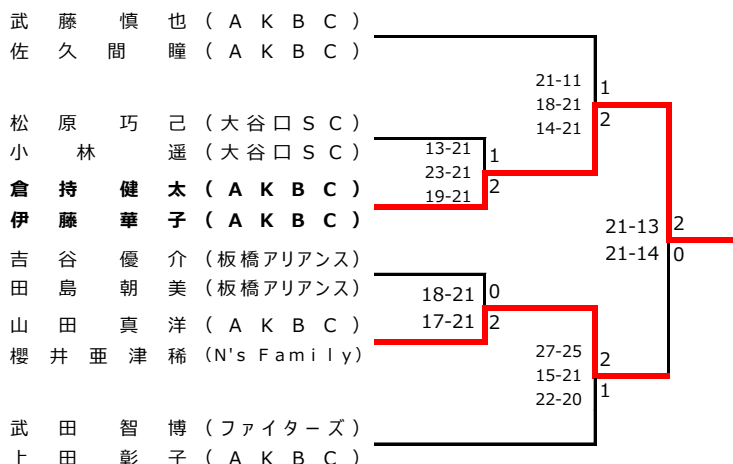 武藤慎也(AKBC)
佐久間瞳(AKBC)
21-11 1
18-21
14-21 2
松原巧己(大谷口SC)
小林遥(大谷口SC)
13-21 1
23-21
19-21 2
倉持健太(AKBC)
伊藤華子(AKBC)
21-13 2
21-14 0
吉谷優介(板橋アリアンス)
田島朝美(板橋アリアンス)
18-21 0
17-21 2
山田真洋(AKBC)
櫻井亜津稀(N's Family)
27-25 2
15-21
22-20 1
武田智博(ファイターズ)
上田彰子(AKBC)